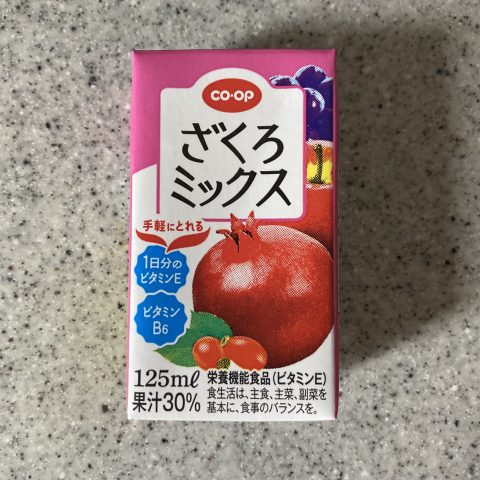 CO·OP
ざくろ
ミックス
手軽にとれる
1日分の
ビタミンE
ビタミン
B6
125ml
果汁30%
栄養機能食品(ビタミンE)
食生活は、主食、主菜、副菜を
基本に、食事のバランスを。